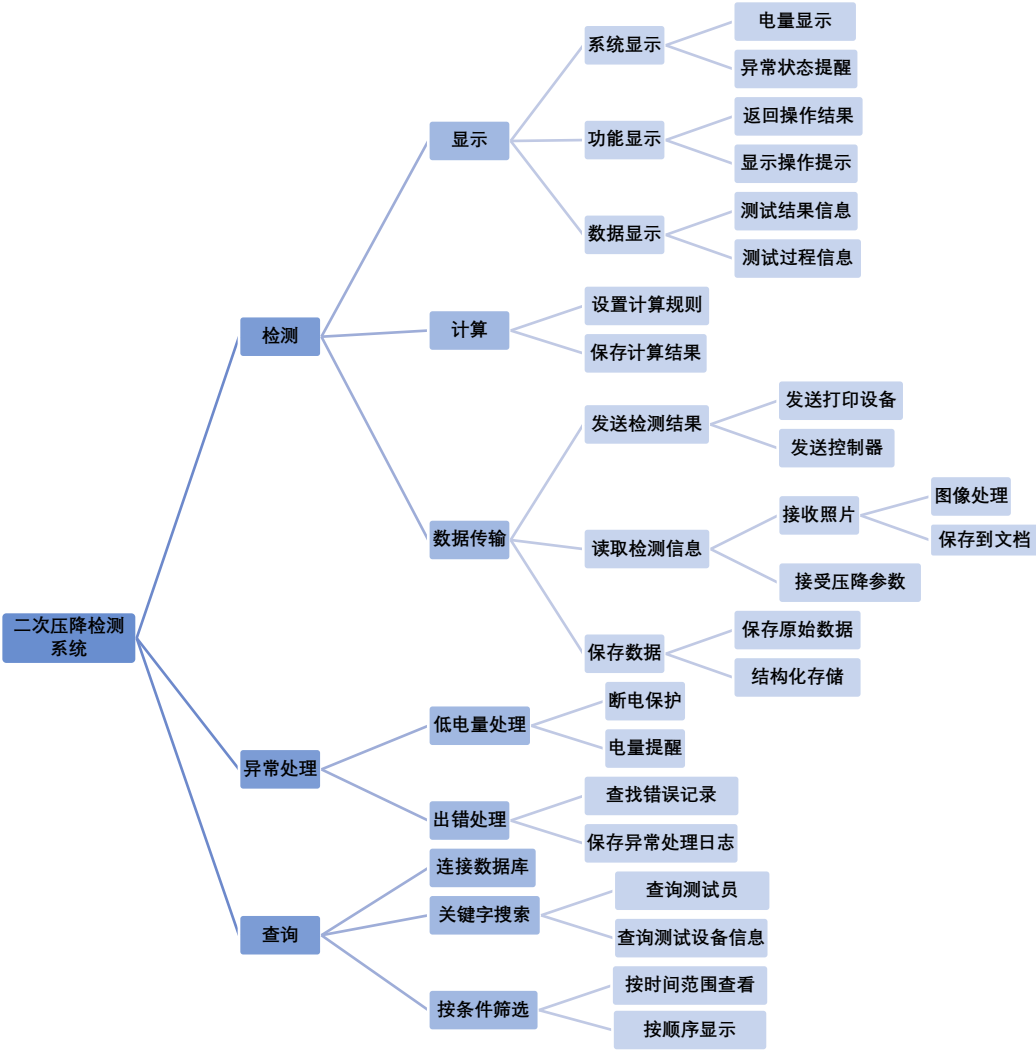 二次压降检测
系统
检测
显示
系统显示
电量显示
异常状态提醒
功能显示
返回操作结果
显示操作提示
数据显示
测试结果信息
测试过程信息
计算
设置计算规则
保存计算结果
数据传输
发送检测结果
发送打印设备
发送控制器
读取检测信息
接收照片
图像处理
保存到文档
接受压降参数
保存数据
保存原始数据
结构化存储
异常处理
低电量处理
断电保护
电量提醒
出错处理
查找错误记录
保存异常处理日志
查询
连接数据库
关键字搜索
查询测试员
查询测试设备信息
按条件筛选
按时间范围查看
按顺序显示